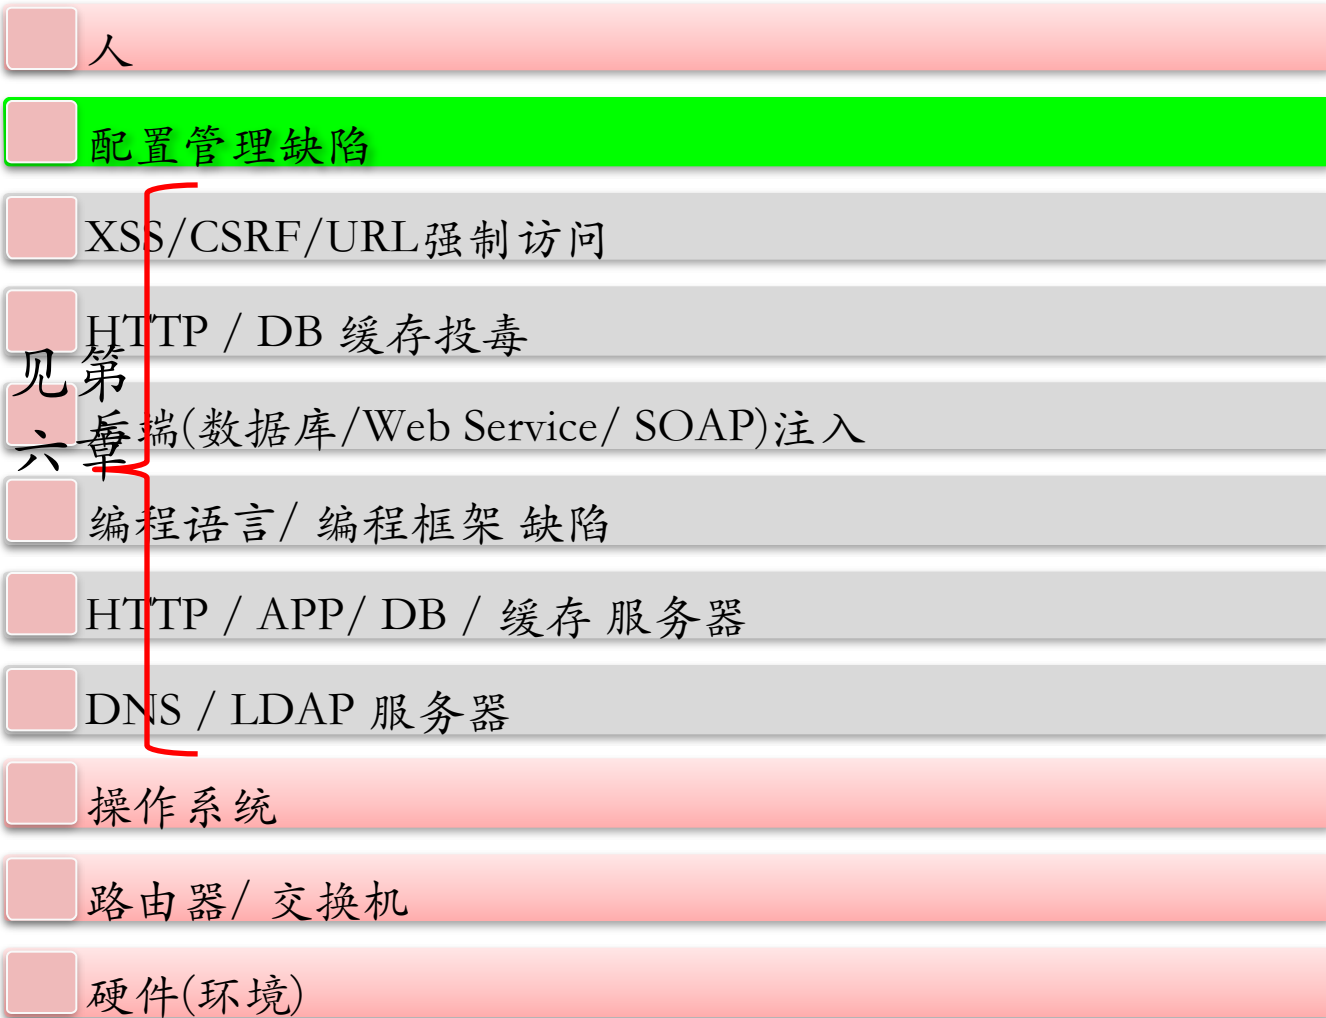 人
配置管理缺陷
XSS/CSRF/URL强制访问
HTTP / DB 缓存投毒
见第
六章
后端(数据库/Web Service/ SOAP)注入
编程语言/ 编程框架 缺陷
HTTP / APP/ DB / 缓存 服务器
DNS / LDAP 服务器
操作系统
路由器/ 交换机
硬件(环境)